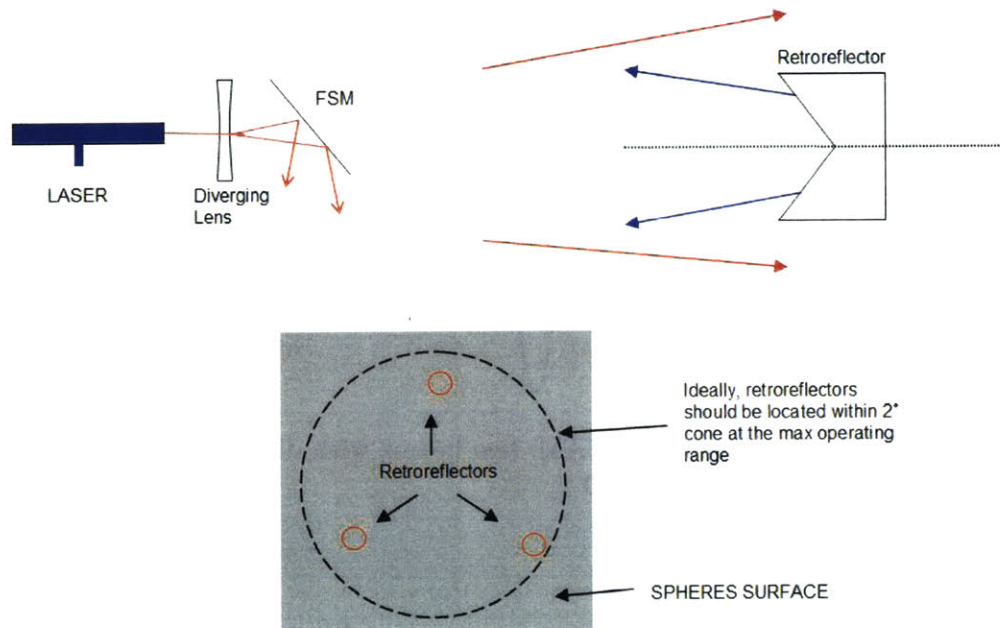 Retroreflector
FSM
LASER
Diverging
Lens
Ideally, retroreflectors
should be located within 2°
cone at the max operating
range
Retroreflectors
SPHERES SURFACE